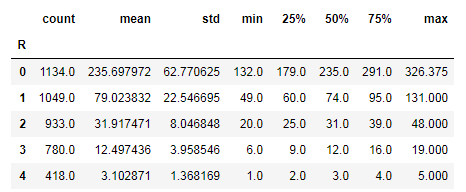 count mean std min 25% 50% 75% max
R
0 1134.0 235.697972 62.770625 132.0 179.0 235.0 291.0 326.375
1 1049.0 79.023832 22.546695 49.0 60.0 74.0 95.0 131.000
2 933.0 31.917471 8.046848 20.0 25.0 31.0 39.0 48.000
3 780.0 12.497436 3.958546 6.0 9.0 12.0 16.0 19.000
4 418.0 3.102871 1.368169 1.0 2.0 3.0 4.0 5.000